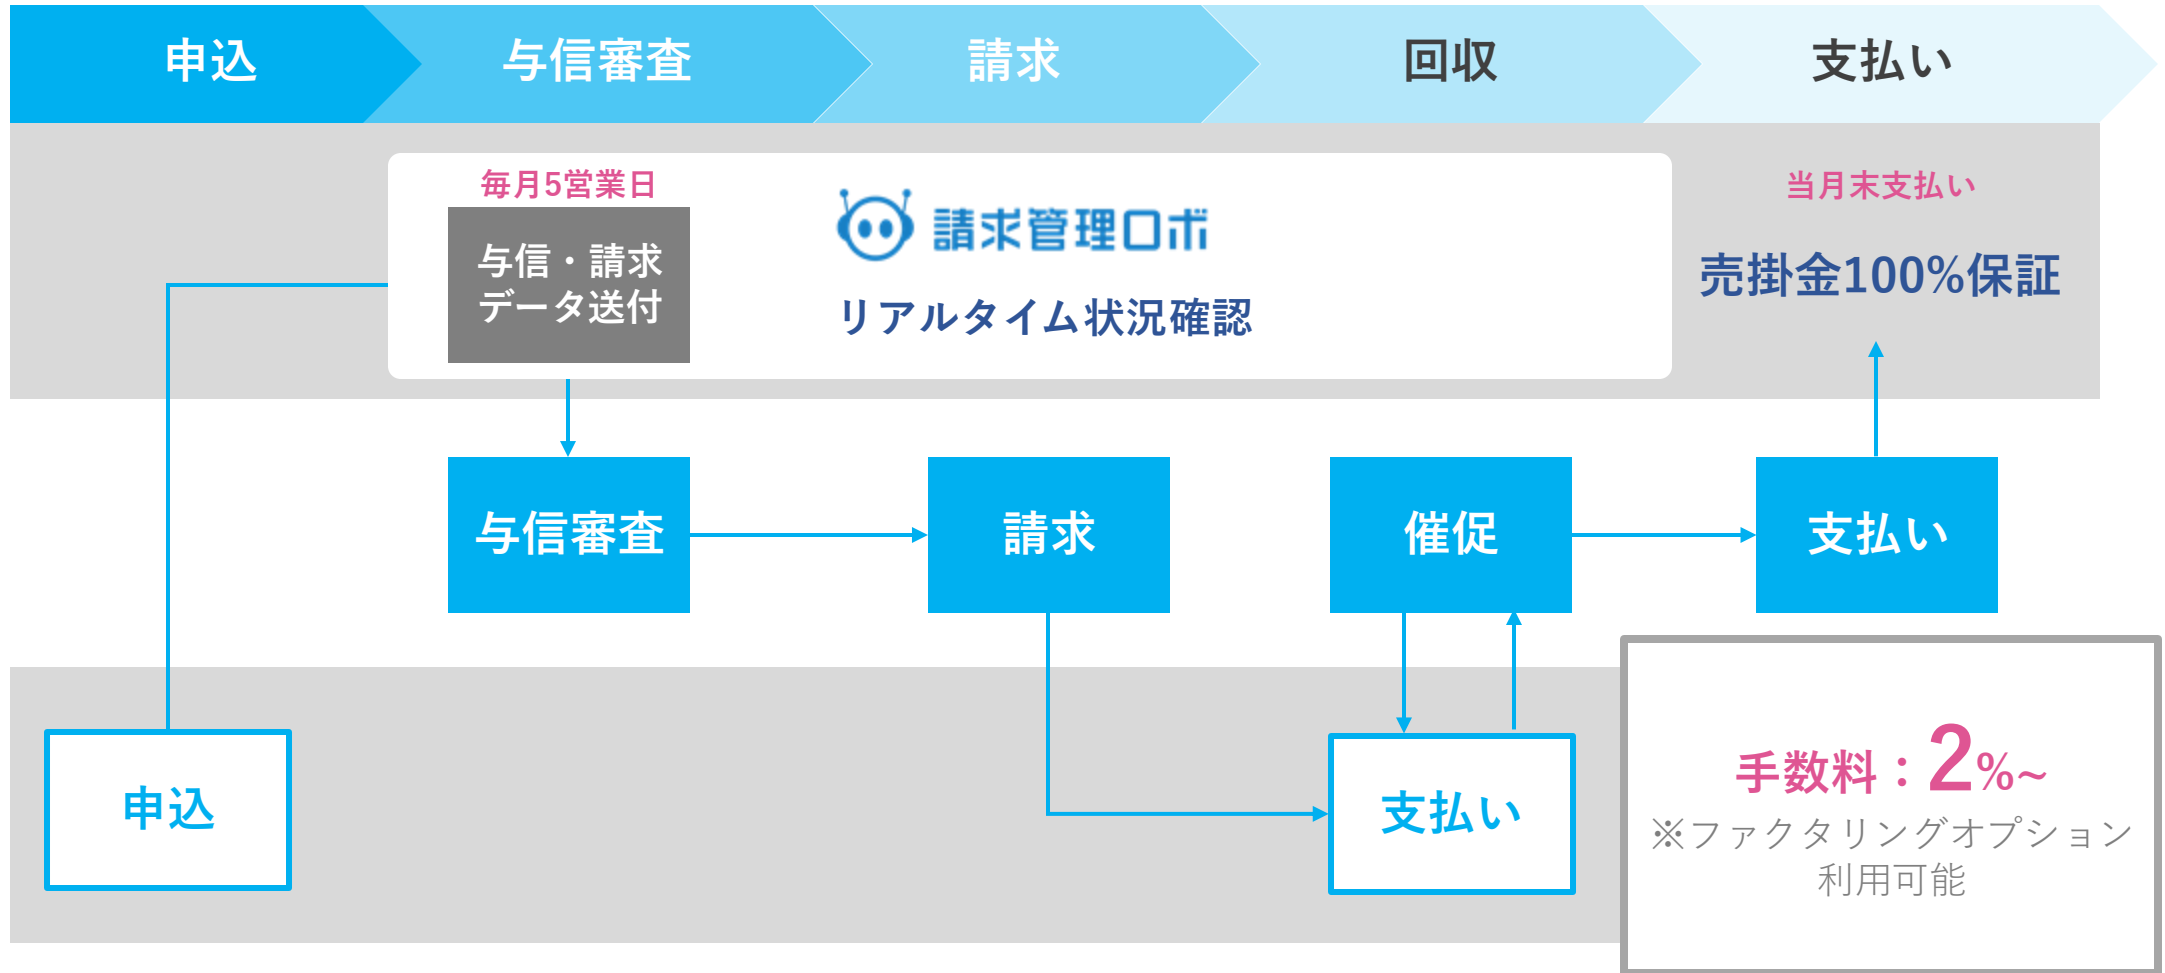 申込
与信審査
請求
回収
支払い
毎月5営業日
与信・請求
データ送付
請求管理ロボ
リアルタイム状況確認
当月末支払い
売掛金100%保証
与信審査
請求
催促
支払い
申込
支払い
手数料：2%~
※ファクタリングオプション
利用可能